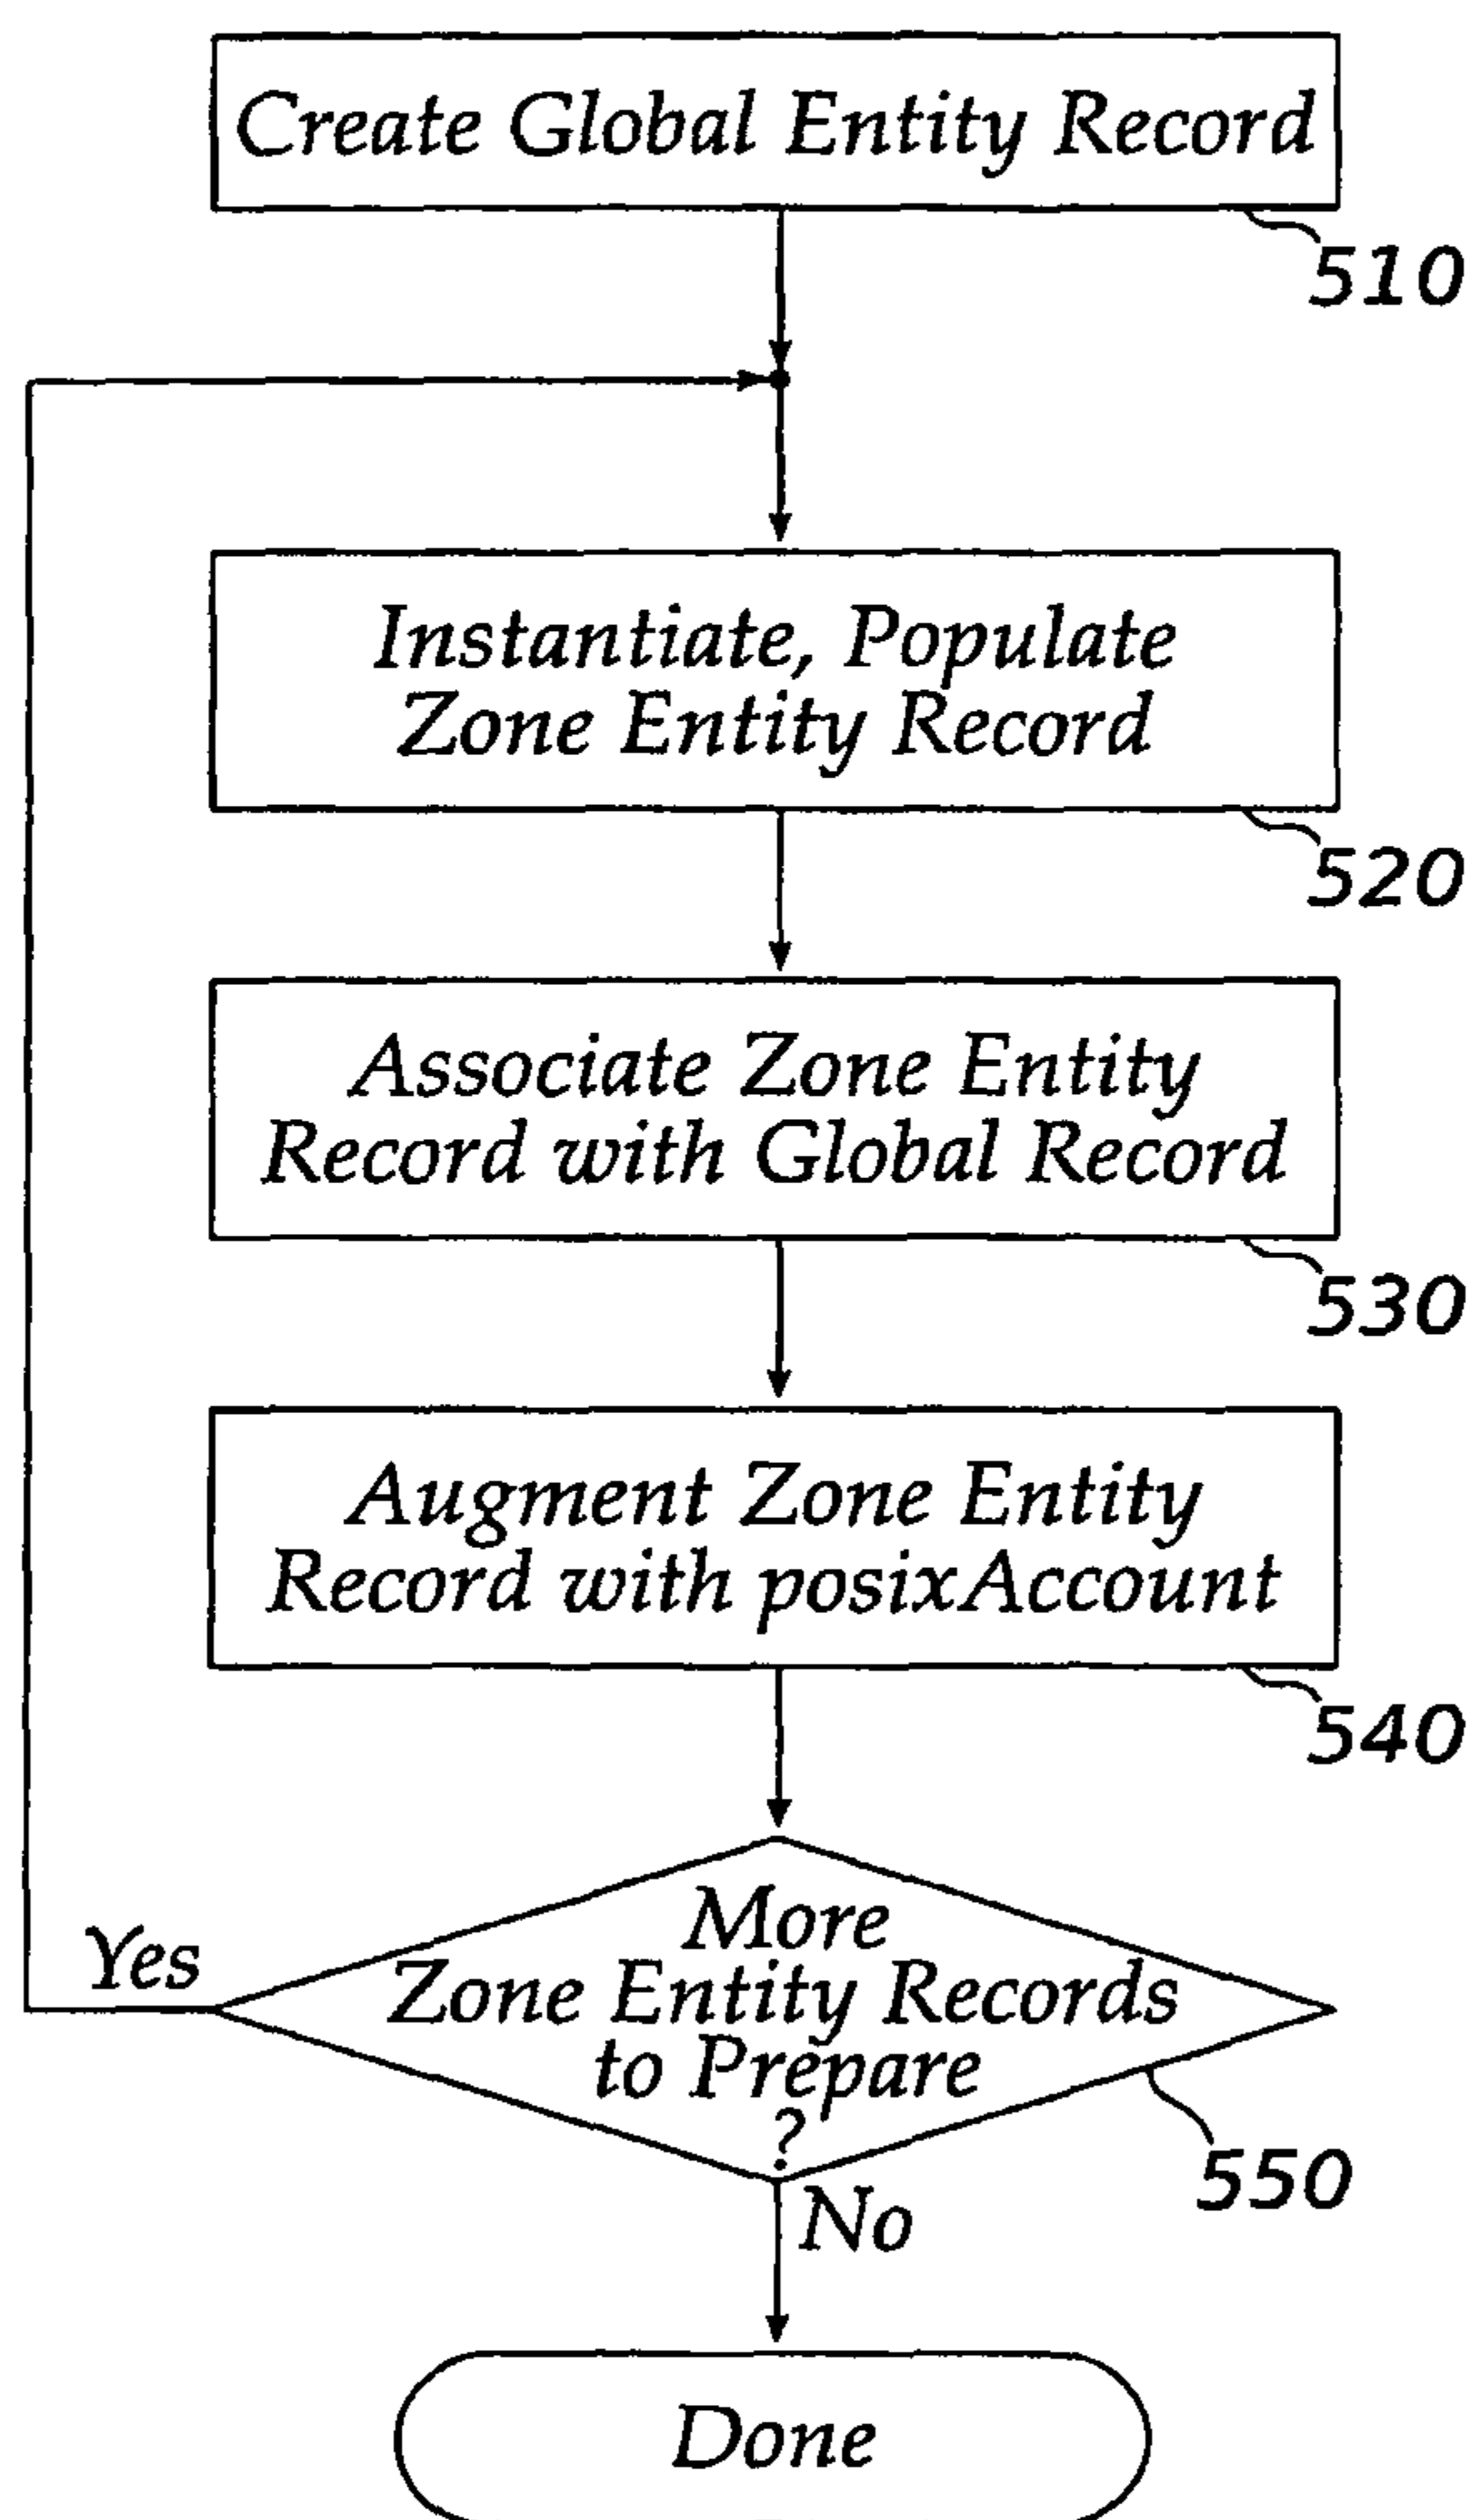 Create Global Entity Record
510
Instantiate, Populate
Zone Entity Record
520
Associate Zone Entity
Record with Global Record
530
Augment Zone Entity
Record with posixAccount
540
More
Zone Entity Records
to Prepare
?
Yes
550
No
Done